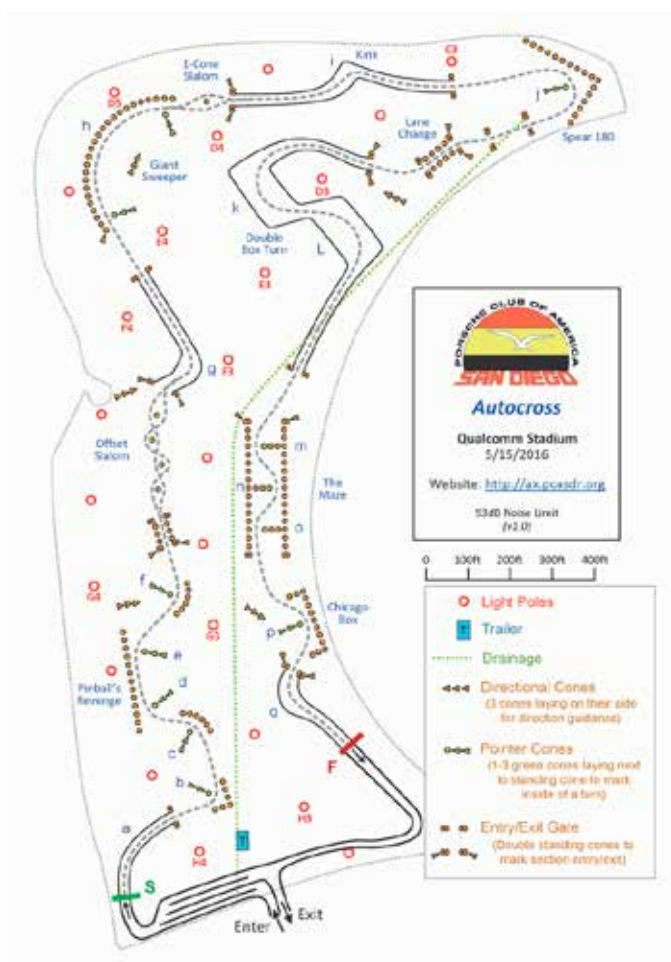 1-Cone
Slalom
i
Kink
j
h
D4
Lane
Change
Spear 180
Giant
Sweeper
D3
E4
k
Double
Box Turn
L
E3
g
Offset
Slalom
m
n
The
Maze
o
f
Chicago
Box
p
e
d
Pinball's
Revenge
q
c
b
F
a
H3
T
S
Enter
Exit
PORSCHE CLUB OF AMERICA
SAN DIEGO
Autocross
Qualcomm Stadium
5/15/2016
Website: http://ax.pcasdr.org
93dB Noise Limit
(v1.0)
0 100ft 200ft 300ft 400ft
Light Poles
T Trailer
Drainage
Directional Cones
(3 cones laying on their side
for direction guidance)
Pointer Cones
(1-3 green cones laying next
to standing cone to mark
inside of a turn)
Entry/Exit Gate
(Double standing cones to
mark section entry/exit)